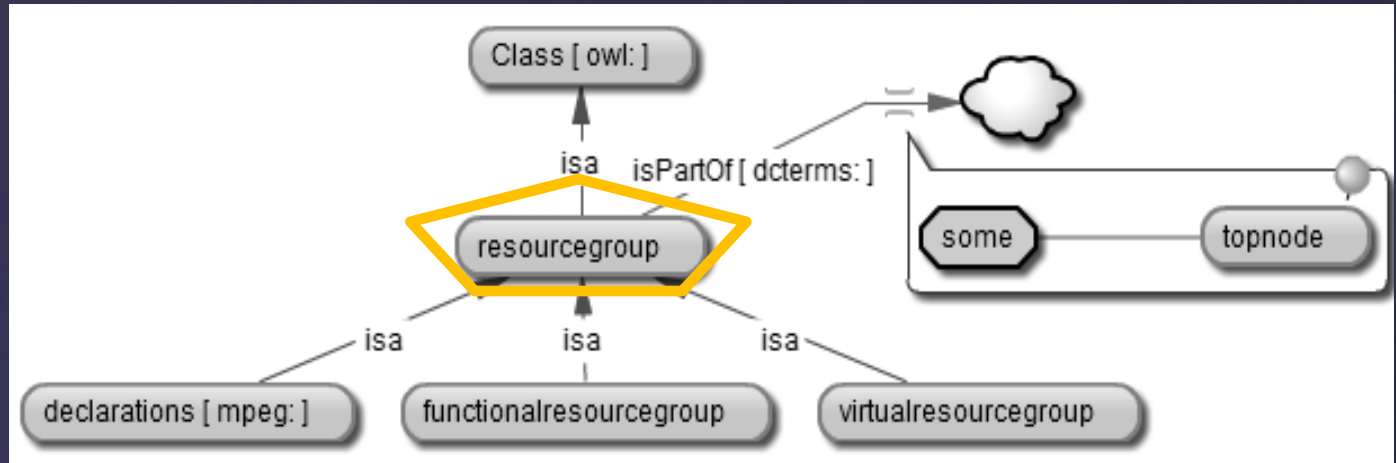 Class [ owl: ]
isa
isPartOf [ dcterms: ]
resourcegroup
some
topnode
isa
isa
isa
declarations [ mpeg: ]
functionalresourcegroup
virtualresourcegroup